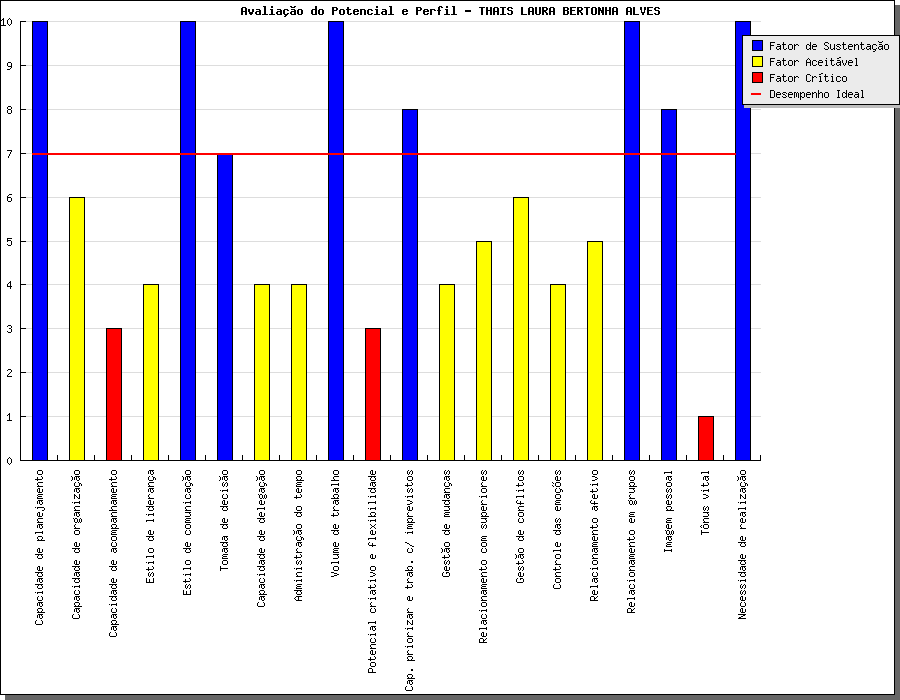 Avaliação do Potencial e Perfil - THAIS LAURA BERTONHA ALVES
10
9
8
7
6
5
4
3
2
1
0
Fator de Sustentação
Fator Aceitável
Fator Crítico
Desempenho Ideal
Capacidade de planejamento
Capacidade de organização
Capacidade de acompanhamento
Estilo de liderança
Estilo de comunicação
Tomada de decisão
Capacidade de delegação
Administração do tempo
Volume de trabalho
Potencial criativo e flexibilidade
Cap. priorizar e trab. c/ imprevistos
Gestão de mudanças
Relacionamento com superiores
Gestão de conflitos
Controle das emoções
Relacionamento afetivo
Relacionamento em grupos
Imagem pessoal
Tônus vital
Necessidade de realização